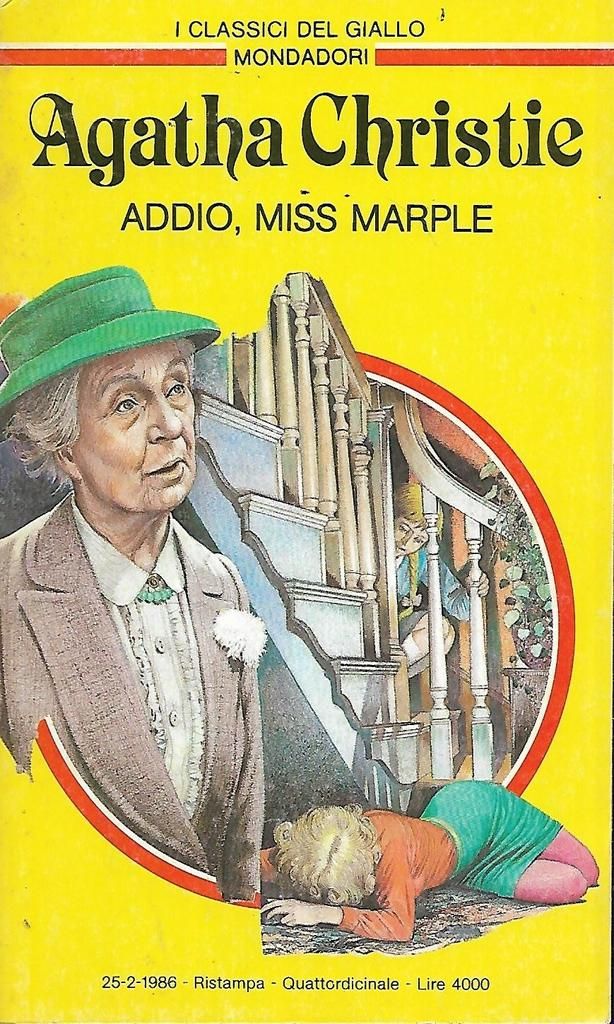 I CLASSICI DEL GIALLO
MONDADORI
Agatha Christie
ADDIO, MISS MARPLE
25-2-1986 - Ristampa - Quattordicinale - Lire 4000